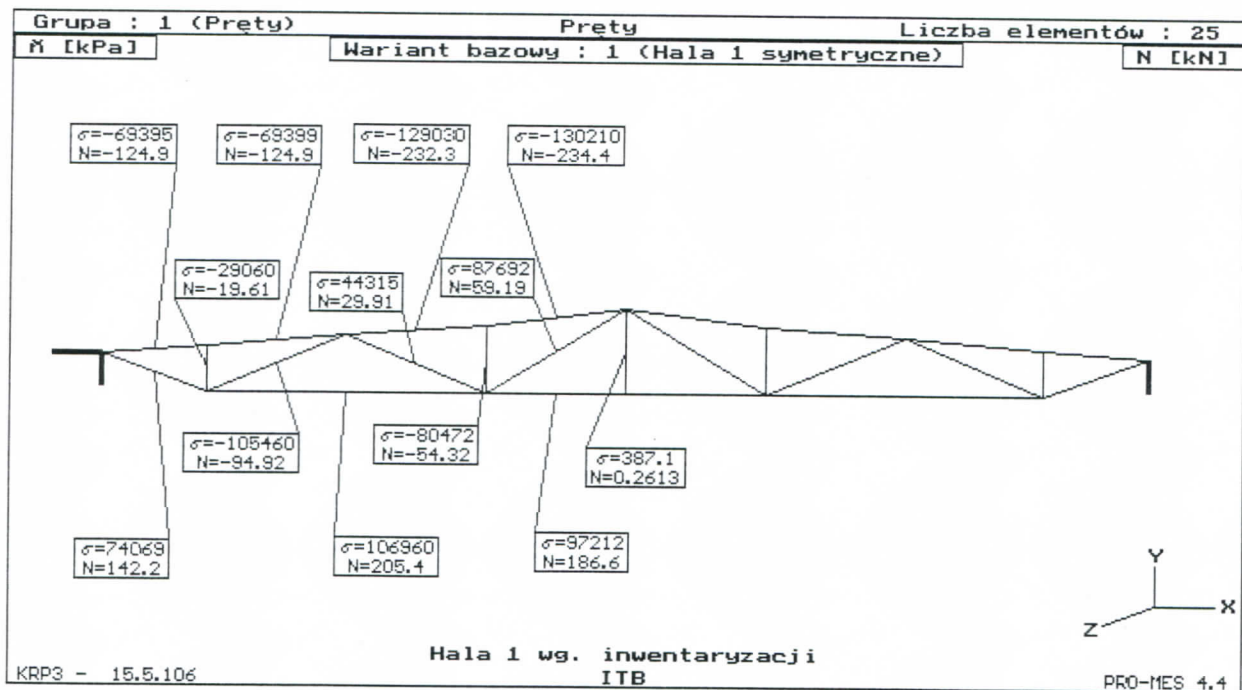 Grupa : 1 (Pręty) Pręty Liczba elementów : 25
Ň [kPa] Wariant bazowy : 1 (Hala 1 symetryczne) N [kN]
σ=-69395
N=-124.9
σ=-69399
N=-124.9
σ=-129030
N=-232.3
σ=-130210
N=-234.4
σ=-29060
N=-19.61
σ=44315
N=29.91
σ=87692
N=59.19
σ=-105460
N=-94.92
σ=-80472
N=-54.32
σ=387.1
N=0.2613
σ=74069
N=142.2
σ=106960
N=205.4
σ=97212
N=186.6
Y
X
Z
Hala 1 wg. inwentaryzacji
KRP3 - 15.5.106 ITB PRO-MES 4.4